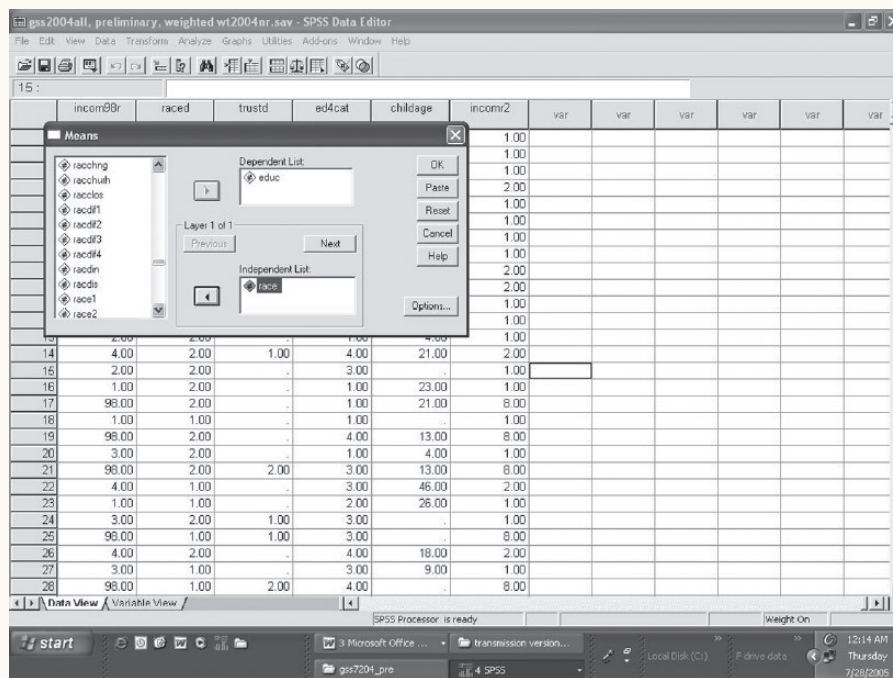 gss2004all, preliminary, weighted wt2004nr.sav - SPSS Data Editor
File Edit View Data Transform Analyze Graphs Utilities Add-ons Window Help
15 :
incom98r raced trustd ed4cat childage incomr2 var var var var var var
Means
racchng
racchurh
racclos
racdif1
racdif2
racdif3
racdif4
racdin
racdis
race1
race2
Dependent List:
educ
Layer 1 of 1
Previous Next
Independent List:
race
OK
Paste
Reset
Cancel
Help
Options...
1.00
1.00
1.00
2.00
1.00
1.00
1.00
1.00
2.00
2.00
1.00
1.00
13 2.00 2.00 . 1.00 4.00 1.00
14 4.00 2.00 1.00 4.00 21.00 2.00
15 2.00 2.00 . 3.00 . 1.00
16 1.00 2.00 . 1.00 23.00 1.00
17 98.00 2.00 . 1.00 21.00 8.00
18 1.00 1.00 . 1.00 . 1.00
19 98.00 2.00 . 4.00 13.00 8.00
20 3.00 2.00 . 1.00 4.00 1.00
21 98.00 2.00 2.00 3.00 13.00 8.00
22 4.00 1.00 . 3.00 46.00 2.00
23 1.00 1.00 . 2.00 26.00 1.00
24 3.00 2.00 1.00 3.00 . 1.00
25 98.00 1.00 1.00 3.00 . 8.00
26 4.00 2.00 . 4.00 18.00 2.00
27 3.00 1.00 . 3.00 9.00 1.00
28 98.00 1.00 2.00 4.00 . 8.00
Data View Variable View
SPSS Processor is ready Weight On
start 3 Microsoft Office ... transmission version... Local Disk (C:) F drive data 12:14 AM
gss7204_pre 4 SPSS Thursday
7/28/2005